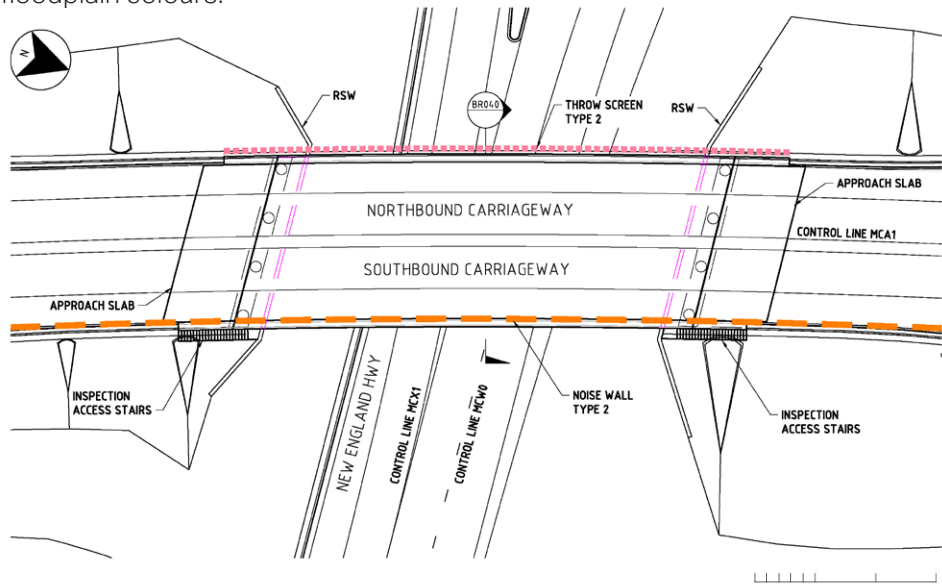 floodplain colours.
N
RSW
BR040
THROW SCREEN
TYPE 2
RSW
APPROACH SLAB
NORTHBOUND CARRIAGEWAY
CONTROL LINE MCA1
SOUTHBOUND CARRIAGEWAY
APPROACH SLAB
INSPECTION
ACCESS STAIRS
NEW ENGLAND HWY
CONTROL LINE MCX1
CONTROL LINE MCW0
NOISE WALL
TYPE 2
INSPECTION
ACCESS STAIRS